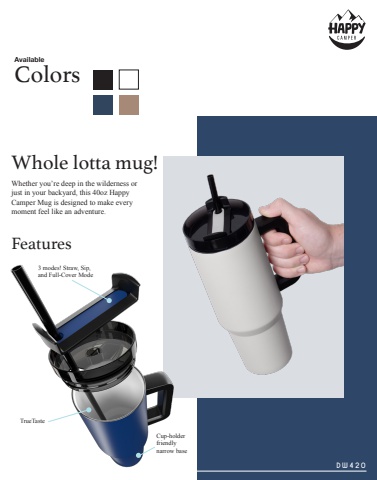 HAPPY
CAMPER
Available
Colors
Whole lotta mug!
Whether you're deep in the wilderness or
just in your backyard, this 40oz Happy
Camper Mug is designed to make every
moment feel like an adventure.
Features
3 modes! Straw, Sip,
and Full-Cover Mode
TrueTaste
Cup-holder
friendly
narrow base
DW420